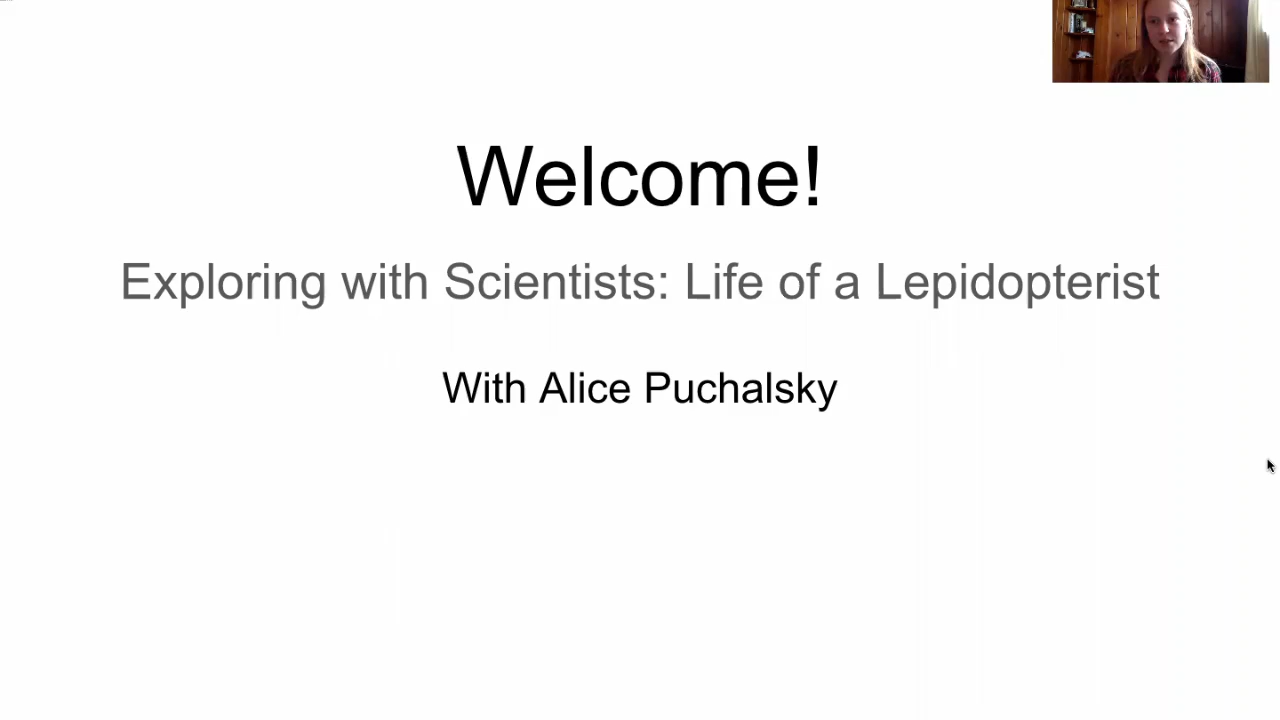 Welcome!
Exploring with Scientists: Life of a Lepidopterist
With Alice Puchalsky